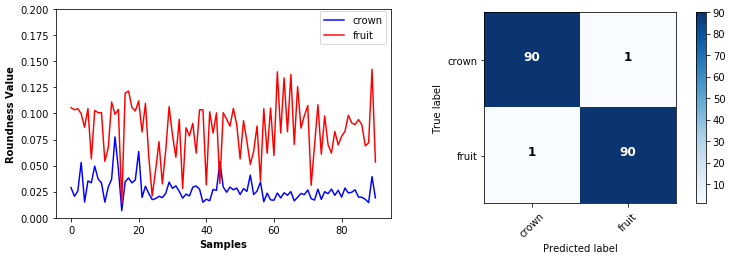 0.200
0.175
0.150
0.125
0.100
0.075
0.050
0.025
0.000
Roundness Value
0 20 40 60 80
Samples
crown
fruit
True label
crown
fruit
90 1
1 90
crown fruit
Predicted label
90
80
70
60
50
40
30
20
10